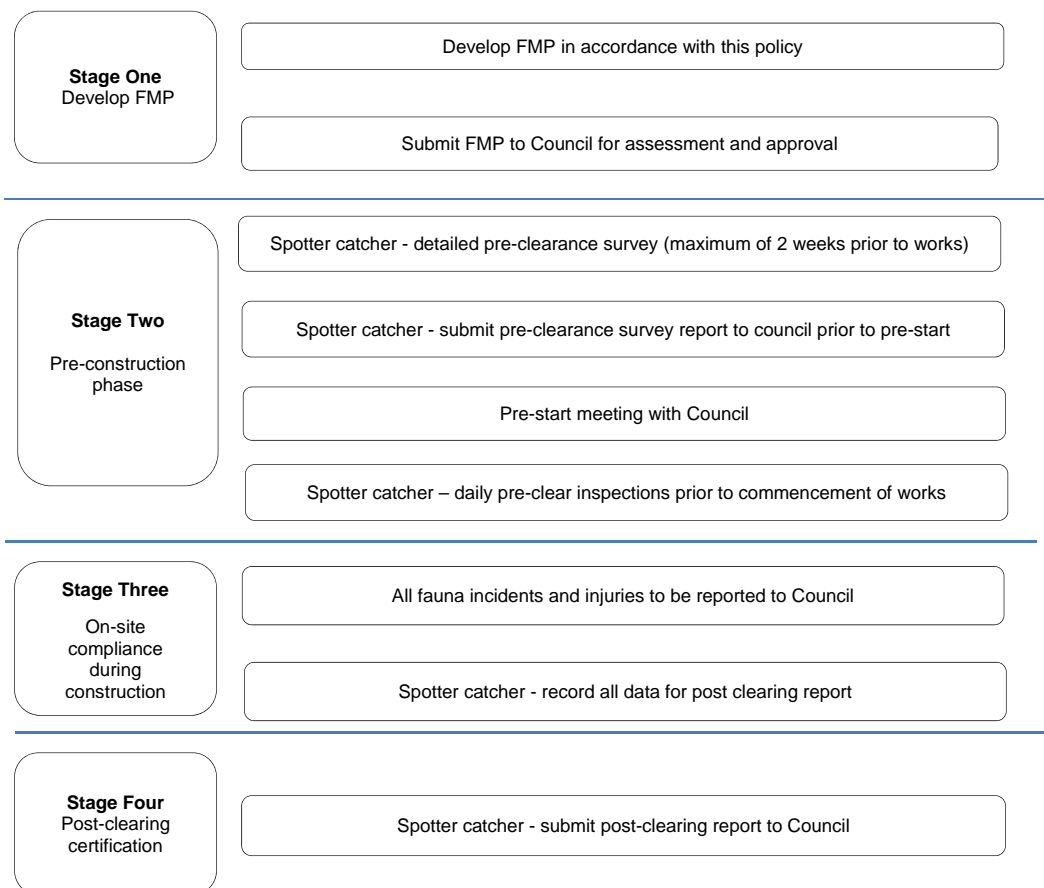 Stage One
Develop FMP
Develop FMP in accordance with this policy
Submit FMP to Council for assessment and approval
Stage Two
Pre-construction
phase
Spotter catcher - detailed pre-clearance survey (maximum of 2 weeks prior to works)
Spotter catcher - submit pre-clearance survey report to council prior to pre-start
Pre-start meeting with Council
Spotter catcher – daily pre-clear inspections prior to commencement of works
Stage Three
On-site
compliance
during
construction
All fauna incidents and injuries to be reported to Council
Spotter catcher - record all data for post clearing report
Stage Four
Post-clearing
certification
Spotter catcher - submit post-clearing report to Council